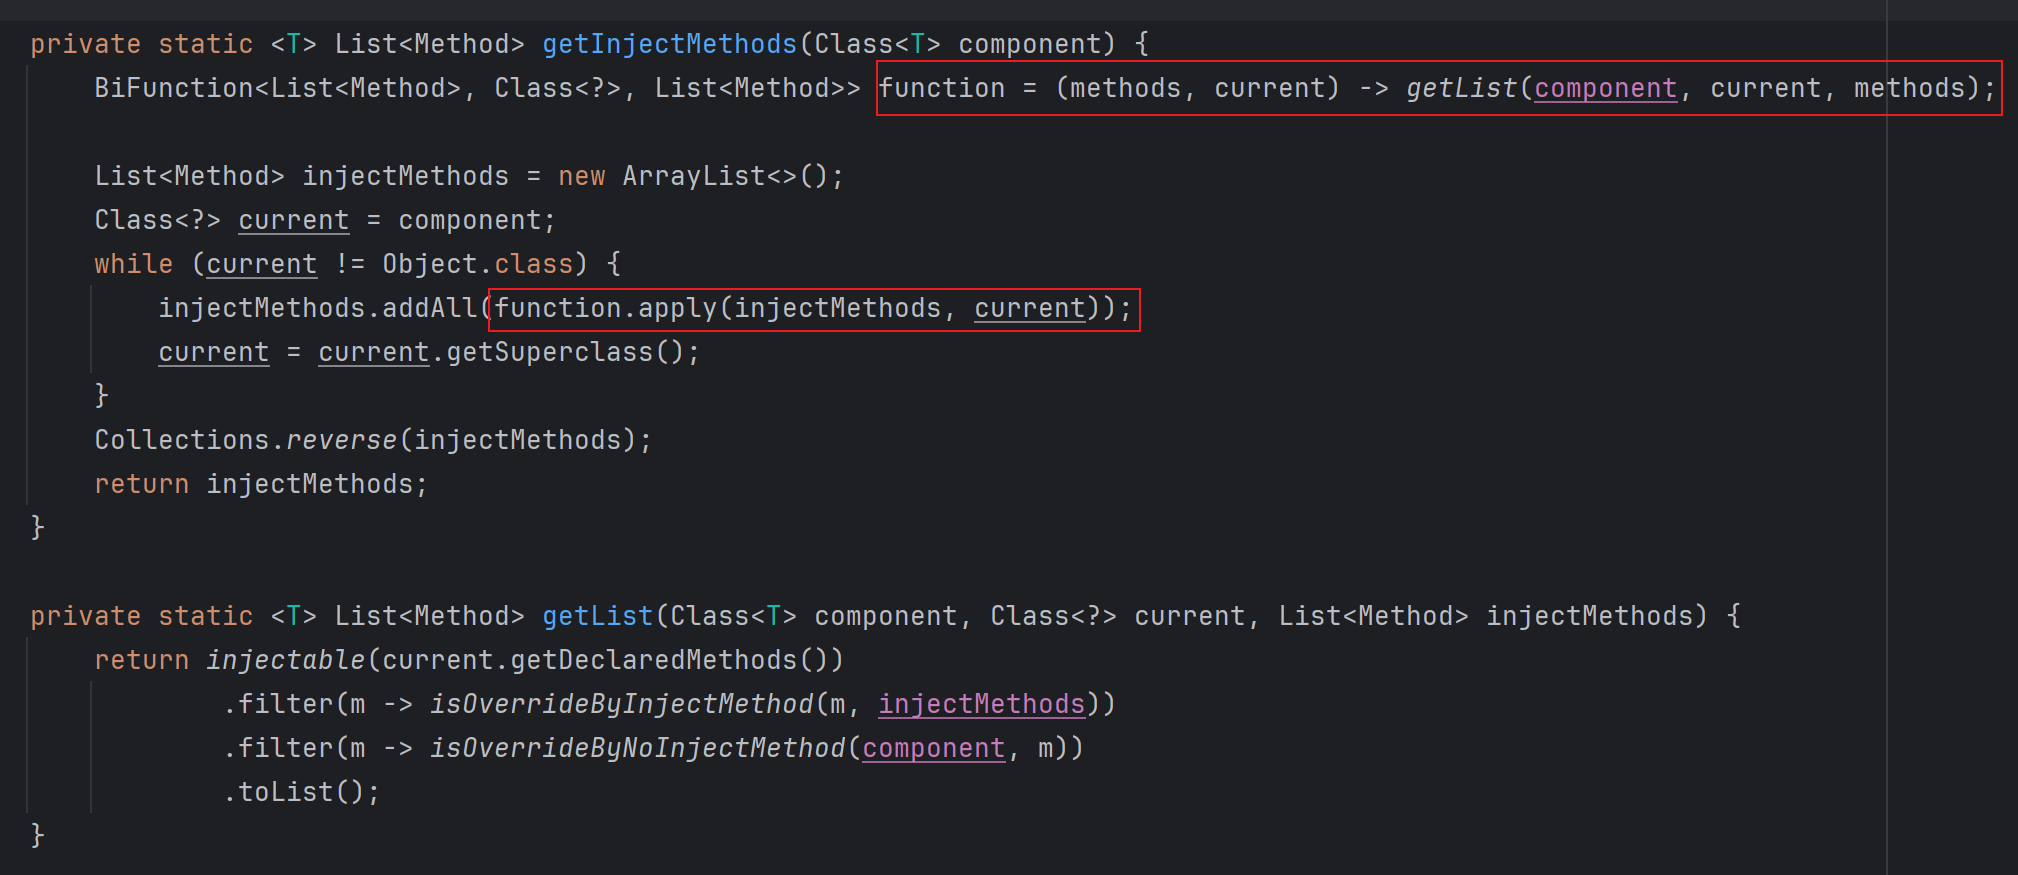 private static <T> List<Method> getInjectMethods(Class<T> component) {
    BiFunction<List<Method>, Class<?>, List<Method>> function = (methods, current) -> getList(component, current, methods);

    List<Method> injectMethods = new ArrayList<>();
    Class<?> current = component;
    while (current != Object.class) {
        injectMethods.addAll(function.apply(injectMethods, current));
        current = current.getSuperclass();
    }
    Collections.reverse(injectMethods);
    return injectMethods;
}

private static <T> List<Method> getList(Class<T> component, Class<?> current, List<Method> injectMethods) {
    return injectable(current.getDeclaredMethods())
            .filter(m -> isOverrideByInjectMethod(m, injectMethods))
            .filter(m -> isOverrideByNoInjectMethod(component, m))
            .toList();
}